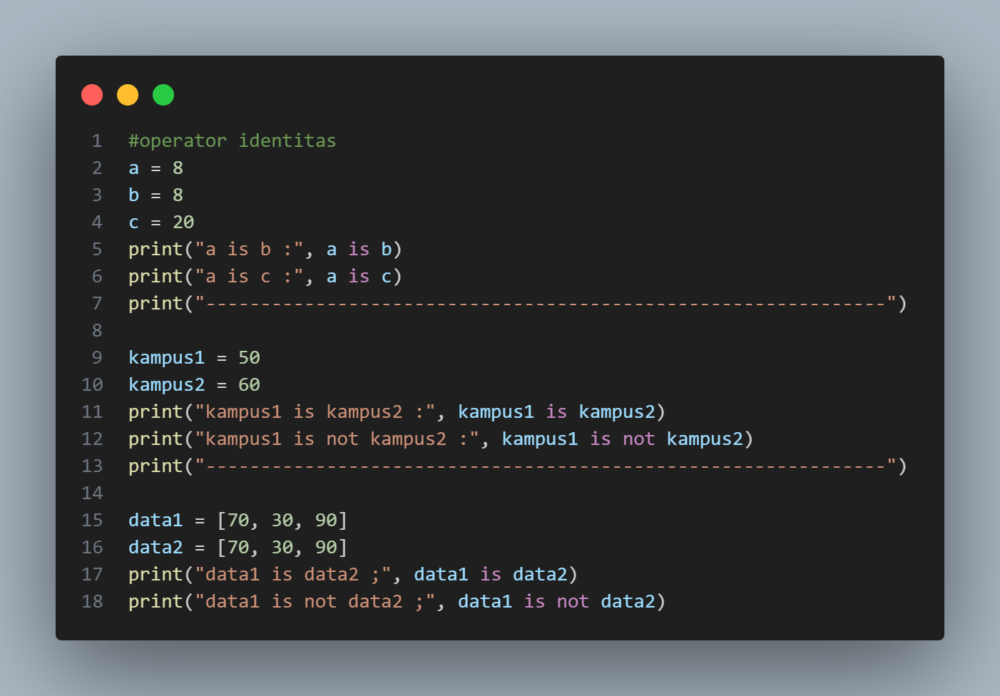 1 #operator identitas
2 a = 8
3 b = 8
4 c = 20
5 print("a is b :", a is b)
6 print("a is c :", a is c)
7 print("--------------------------------------------------------------")
8
9 kampus1 = 50
10 kampus2 = 60
11 print("kampus1 is kampus2 :", kampus1 is kampus2)
12 print("kampus1 is not kampus2 :", kampus1 is not kampus2)
13 print("--------------------------------------------------------------")
14
15 data1 = [70, 30, 90]
16 data2 = [70, 30, 90]
17 print("data1 is data2 ;", data1 is data2)
18 print("data1 is not data2 ;", data1 is not data2)